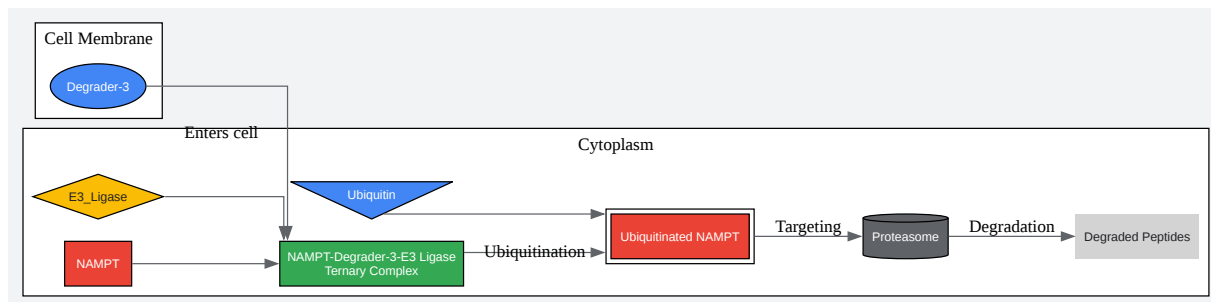 Cell Membrane
Degrader-3
Enters cell
Cytoplasm
E3_Ligase
Ubiquitin
NAMPT
NAMPT-Degrader-3-E3 Ligase
Ternary Complex
Ubiquitination
Ubiquitinated NAMPT
Targeting
Proteasome
Degradation
Degraded Peptides